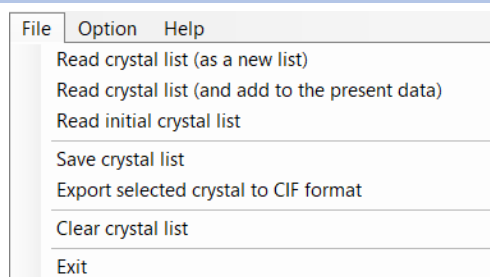 File Option Help
Read crystal list (as a new list)
Read crystal list (and add to the present data)
Read initial crystal list
Save crystal list
Export selected crystal to CIF format
Clear crystal list
Exit